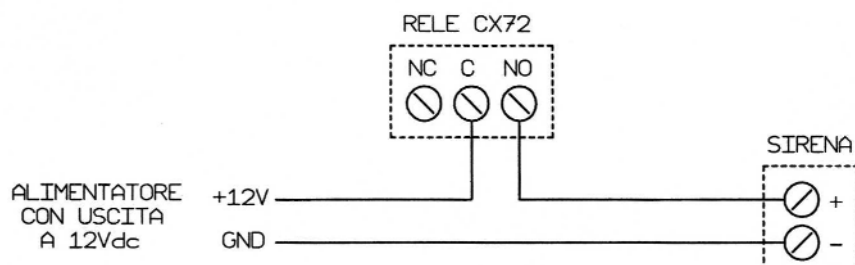 RELE CX72
NC C NO
SIRENA
ALIMENTATORE
CON USCITA
A 12Vdc
+12V
GND
+
-